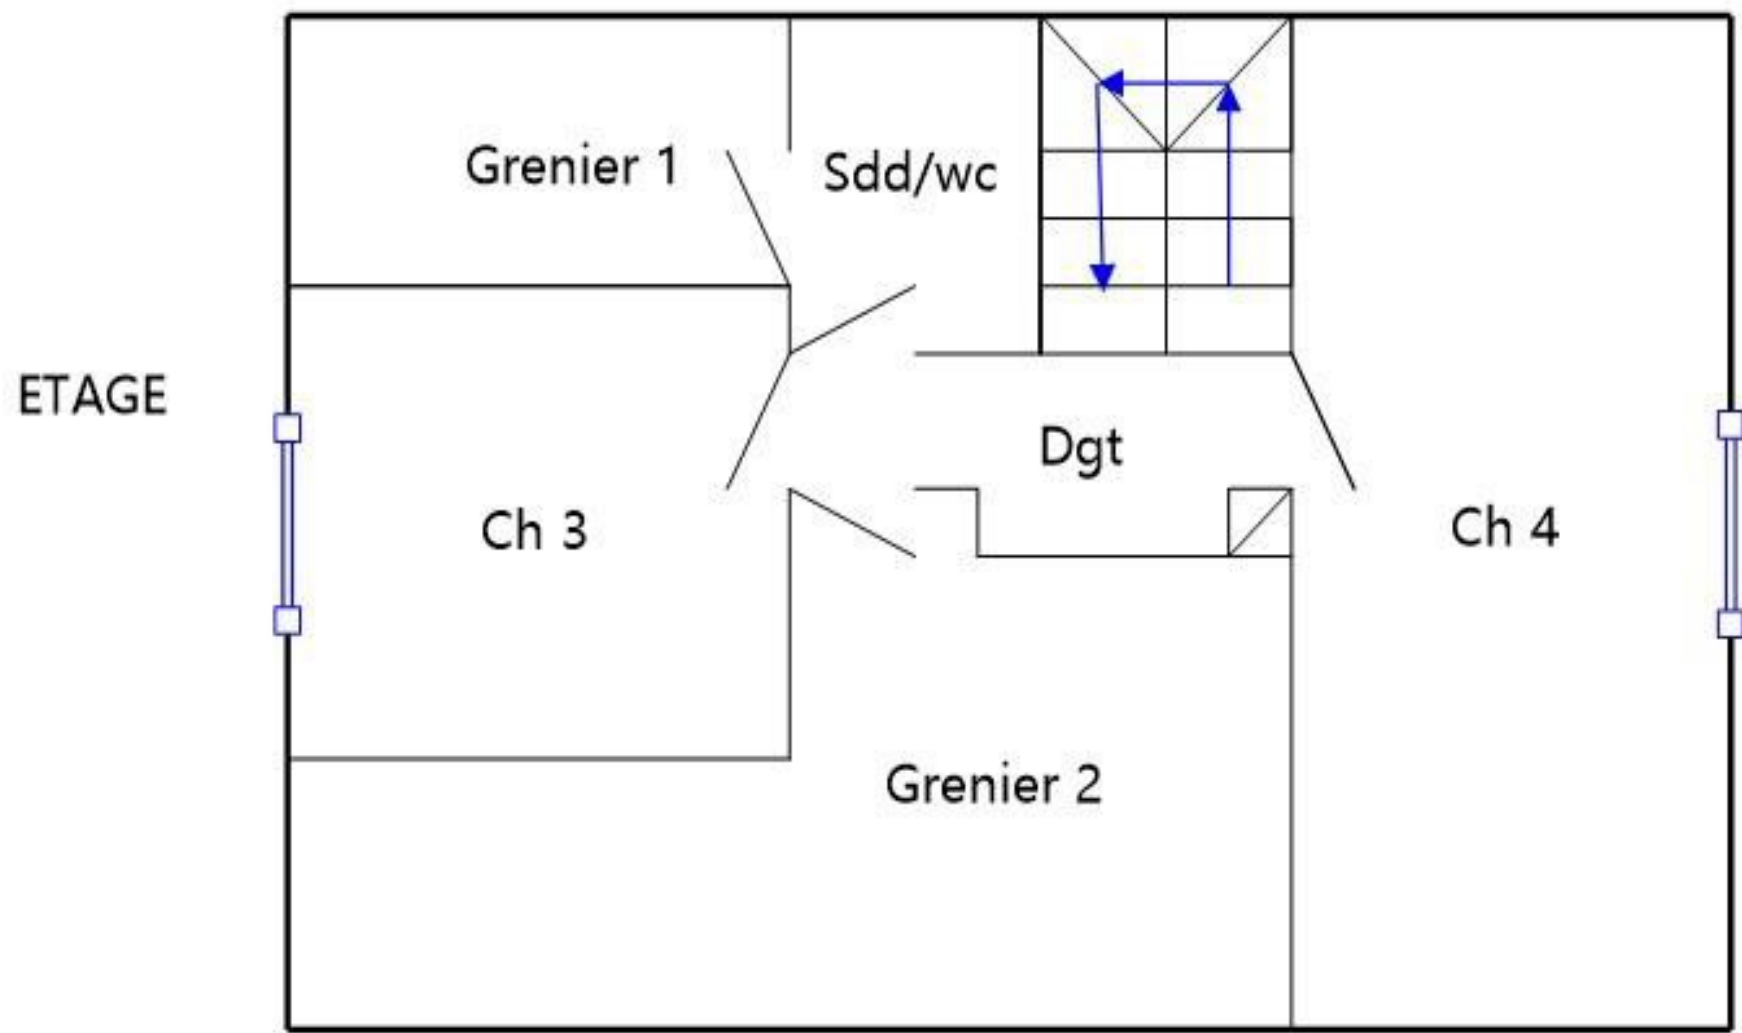 Grenier 1
Sdd/wc
ETAGE
Dgt
Ch 3
Ch 4
Grenier 2